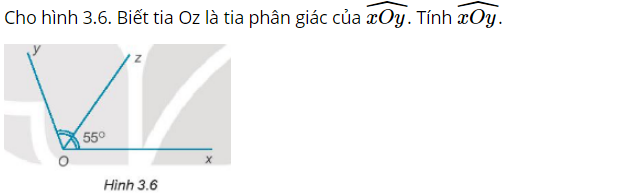 Cho hình 3.6. Biết tia Oz là tia phân giác của $\widehat{xOy}$. Tính $\widehat{xOy}$.
y
z
55°
O
x
Hình 3.6